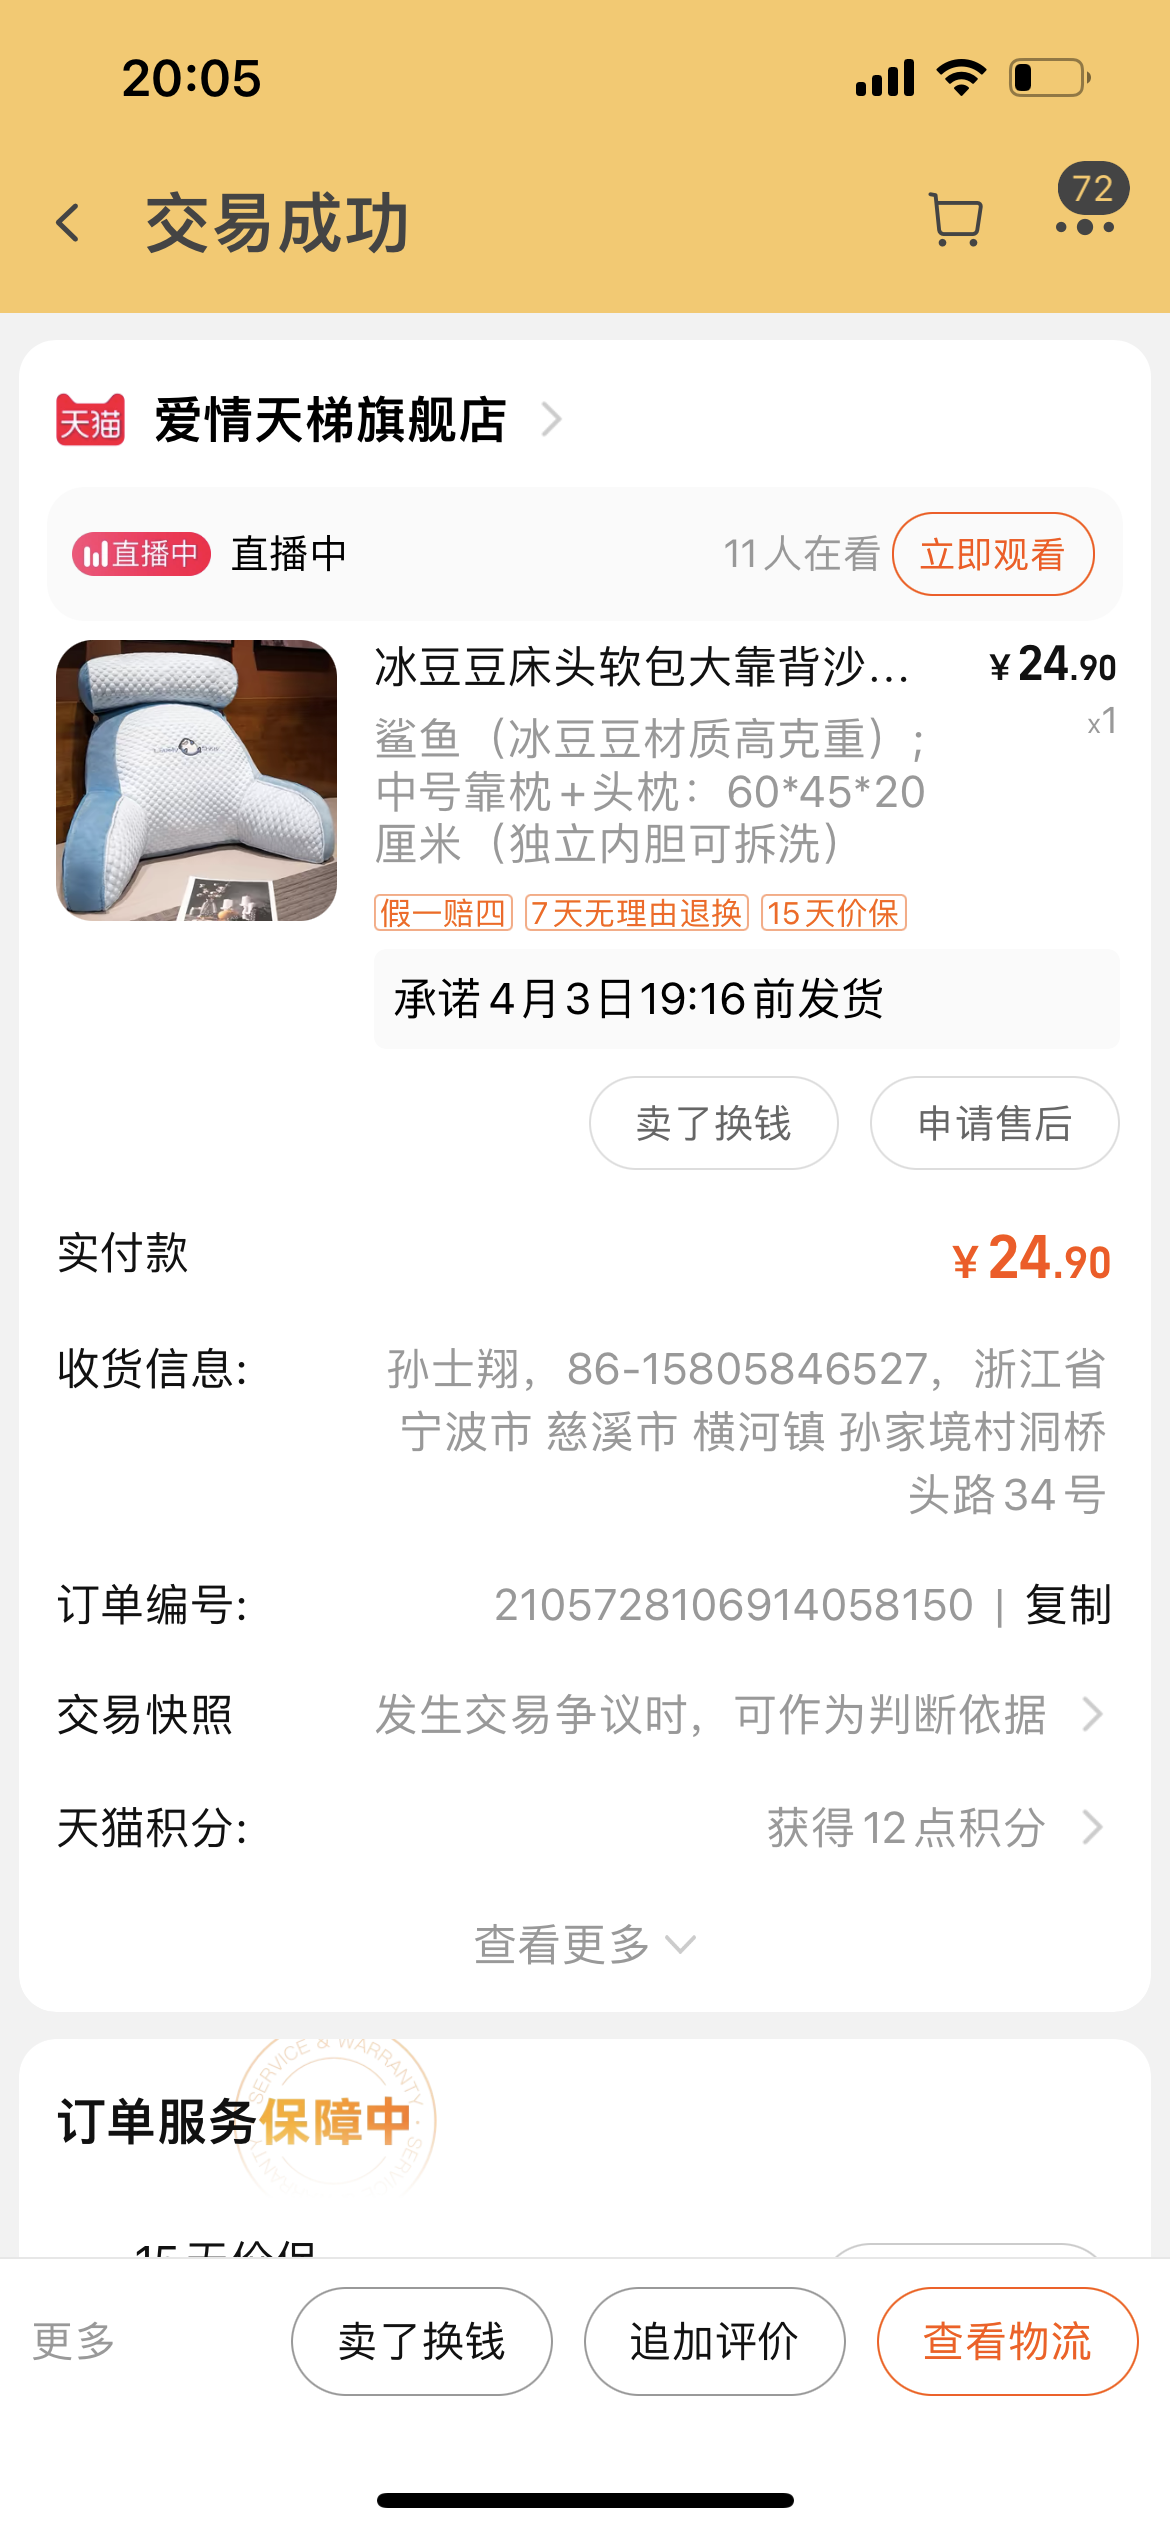 20:05
交易成功
72
天猫 爱情天梯旗舰店
直播中 直播中 11人在看 立即观看
冰豆豆床头软包大靠背沙... ¥24.90
鲨鱼（冰豆豆材质高克重）; x1
中号靠枕+头枕：60*45*20
厘米（独立内胆可拆洗）
假一赔四 7天无理由退换 15天价保
承诺4月3日19:16前发货
卖了换钱 申请售后
实付款 ¥24.90
收货信息: 孙士翔，86-15805846527，浙江省
宁波市 慈溪市 横河镇 孙家境村洞桥
头路34号
订单编号: 2105728106914058150 | 复制
交易快照 发生交易争议时，可作为判断依据
天猫积分: 获得12点积分
查看更多
SERVICE & WARRANTY
订单服务保障中
15天价保
更多 卖了换钱 追加评价 查看物流